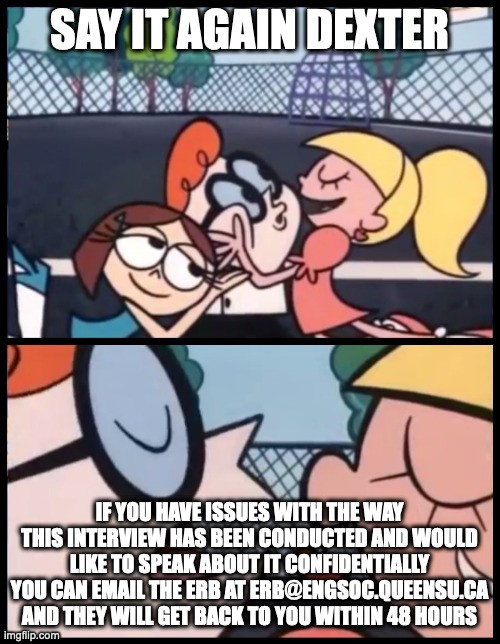 SAY IT AGAIN DEXTER
IF YOU HAVE ISSUES WITH THE WAY
THIS INTERVIEW HAS BEEN CONDUCTED AND WOULD
LIKE TO SPEAK ABOUT IT CONFIDENTIALLY
YOU CAN EMAIL THE ERB AT ERB@ENGSOC.QUEENSU.CA
AND THEY WILL GET BACK TO YOU WITHIN 48 HOURS
imgflip.com